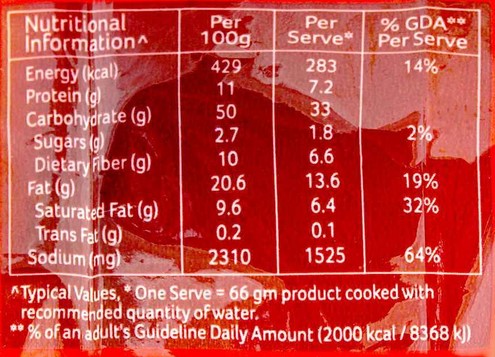 Nutritional Information^ Per 100g Per Serve* % GDA** Per Serve
Energy (kcal) 429 283 14%
Protein (g) 11 7.2
Carbohydrate (g) 50 33
Sugars (g) 2.7 1.8 2%
Dietary Fiber (g) 10 6.6
Fat (g) 20.6 13.6 19%
Saturated Fat (g) 9.6 6.4 32%
Trans Fat (g) 0.2 0.1
Sodium (mg) 2310 1525 64%
^Typical Values, * One Serve = 66 gm product cooked with
recommended quantity of water.
** % of an adult's Guideline Daily Amount (2000 kcal / 8368 kJ)